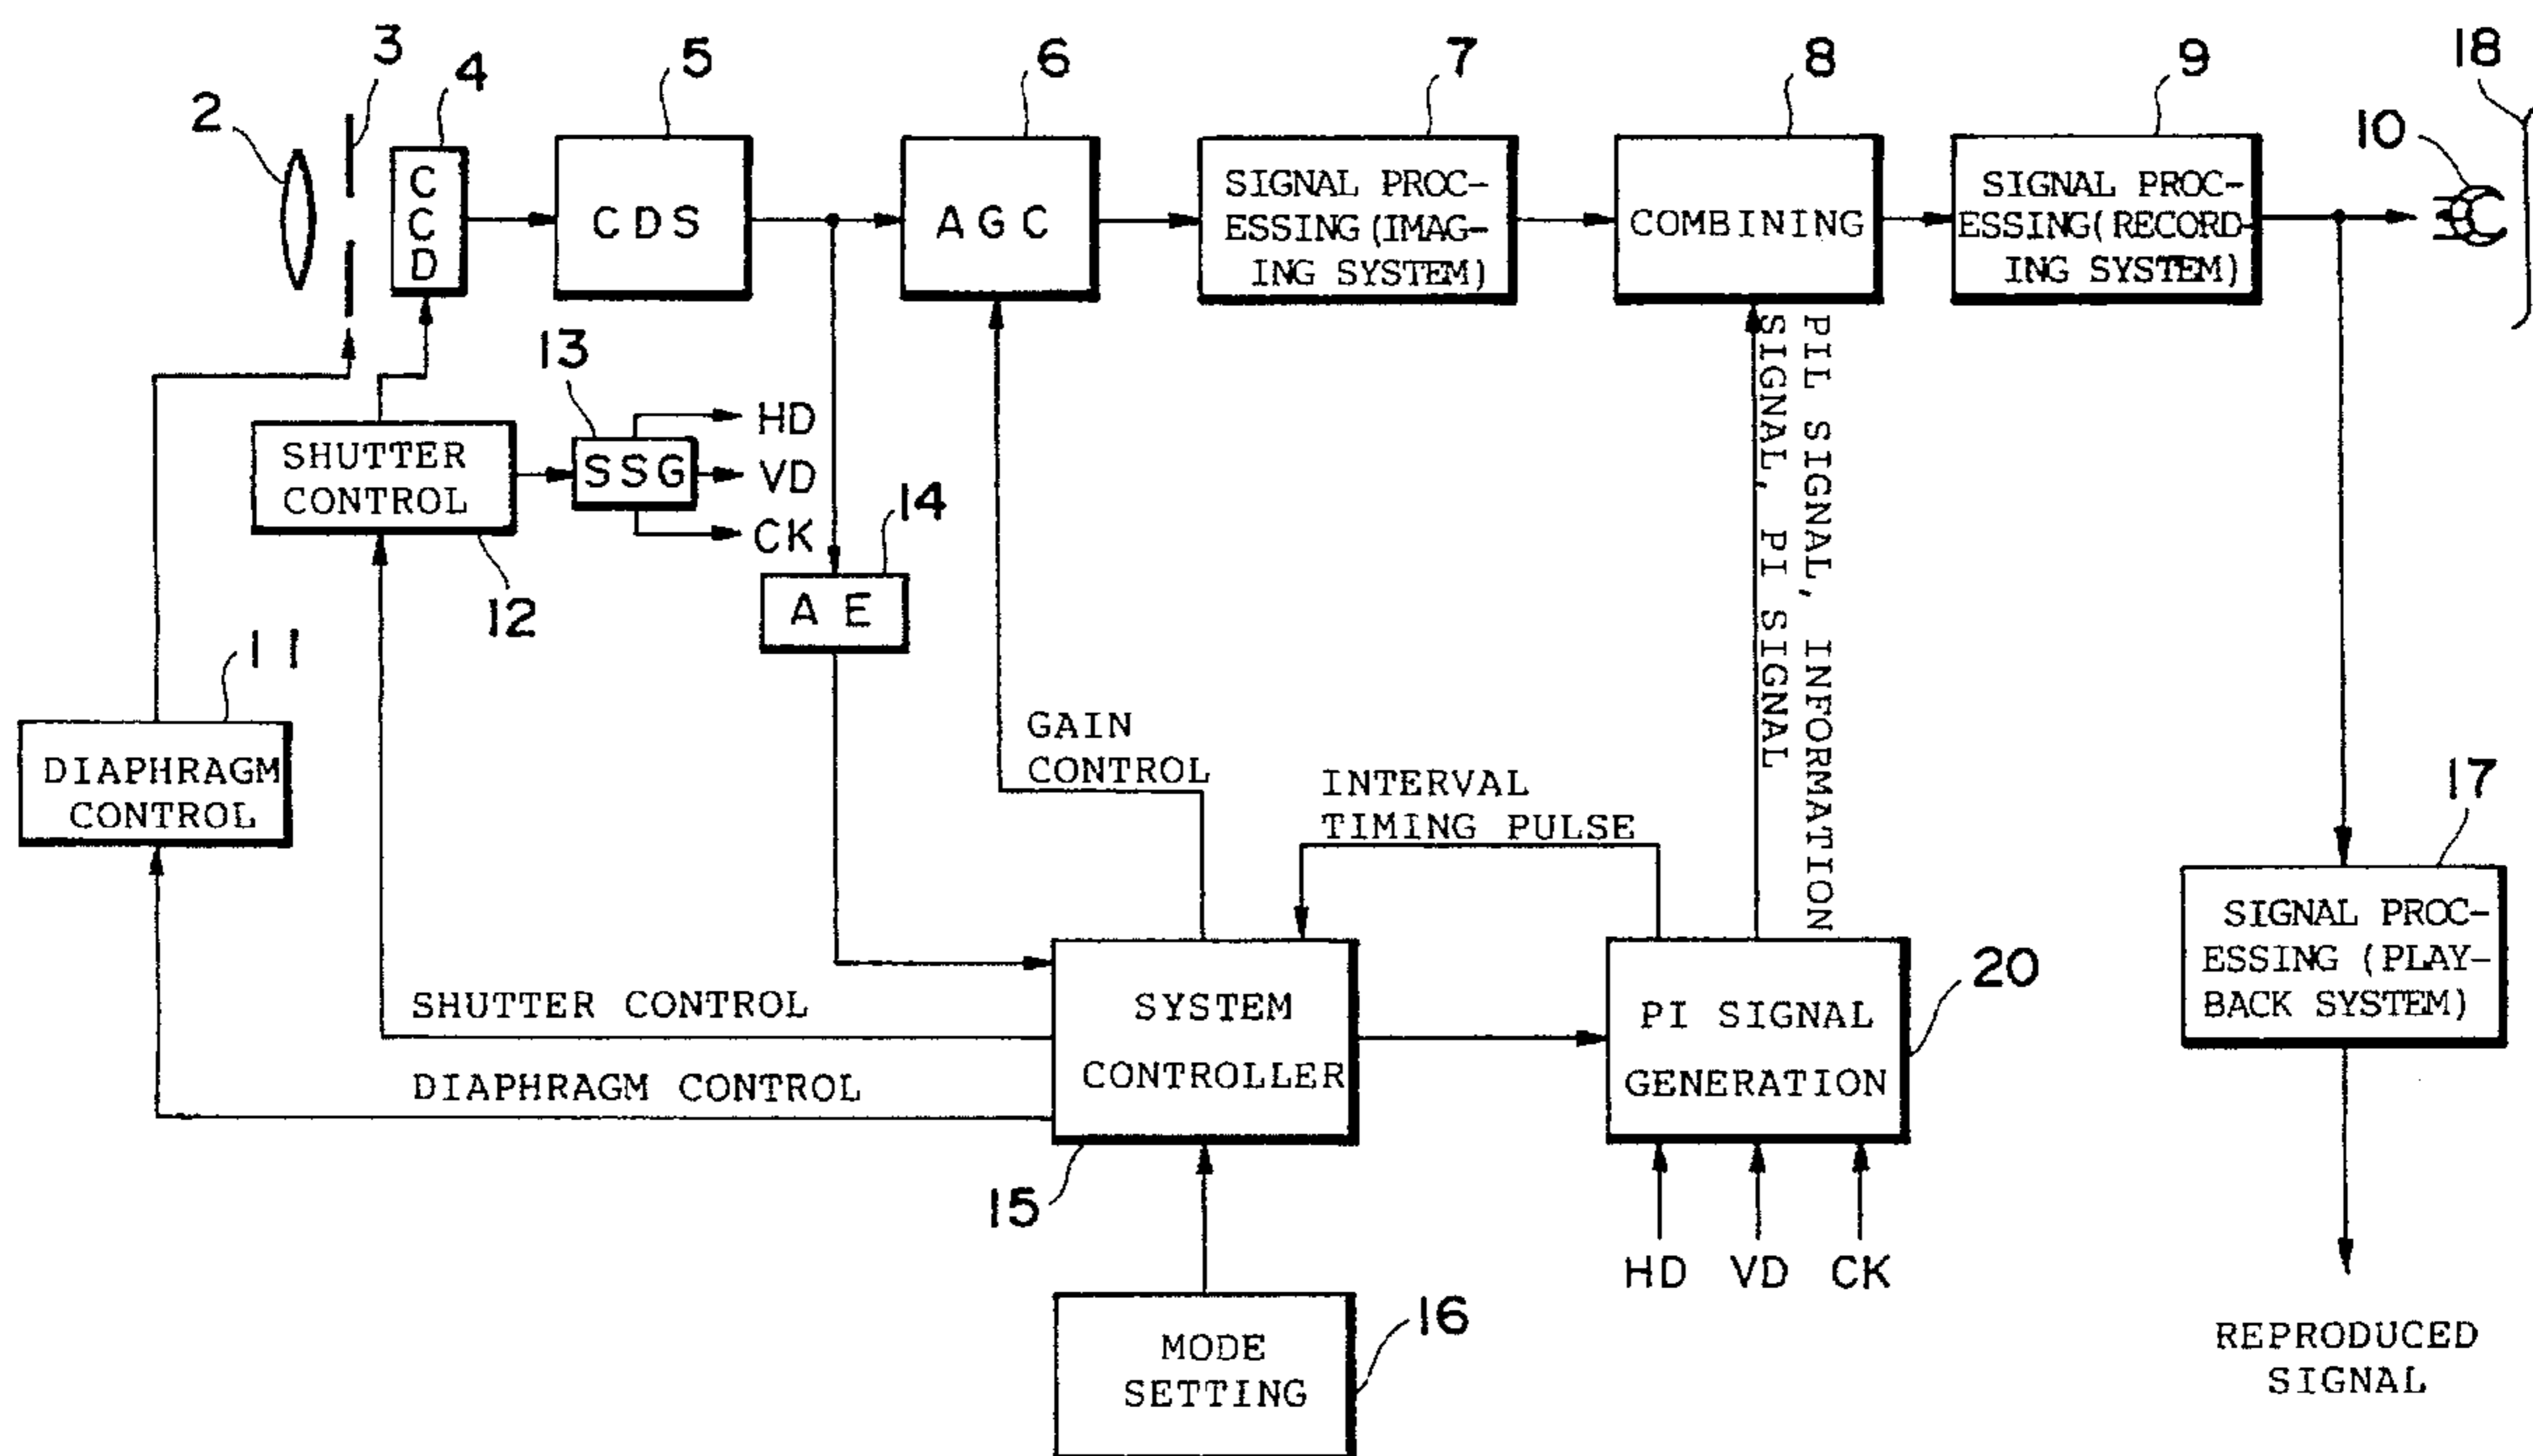 2
3
4
5
6
7
8
9
10
18
CCD
CDS
AGC
SIGNAL PROC-
ESSING (IMAG-
ING SYSTEM)
COMBINING
SIGNAL PROC-
ESSING(RECORD-
ING SYSTEM)
13
SHUTTER
CONTROL
12
SSG
HD
VD
CK
14
AE
PIL SIGNAL, INFORMATION
SIGNAL, PI SIGNAL
11
DIAPHRAGM
CONTROL
GAIN
CONTROL
INTERVAL
TIMING PULSE
17
SIGNAL PROC-
ESSING (PLAY-
BACK SYSTEM)
SHUTTER CONTROL
DIAPHRAGM CONTROL
SYSTEM
CONTROLLER
15
PI SIGNAL
GENERATION
20
HD VD CK
MODE
SETTING
16
REPRODUCED
SIGNAL